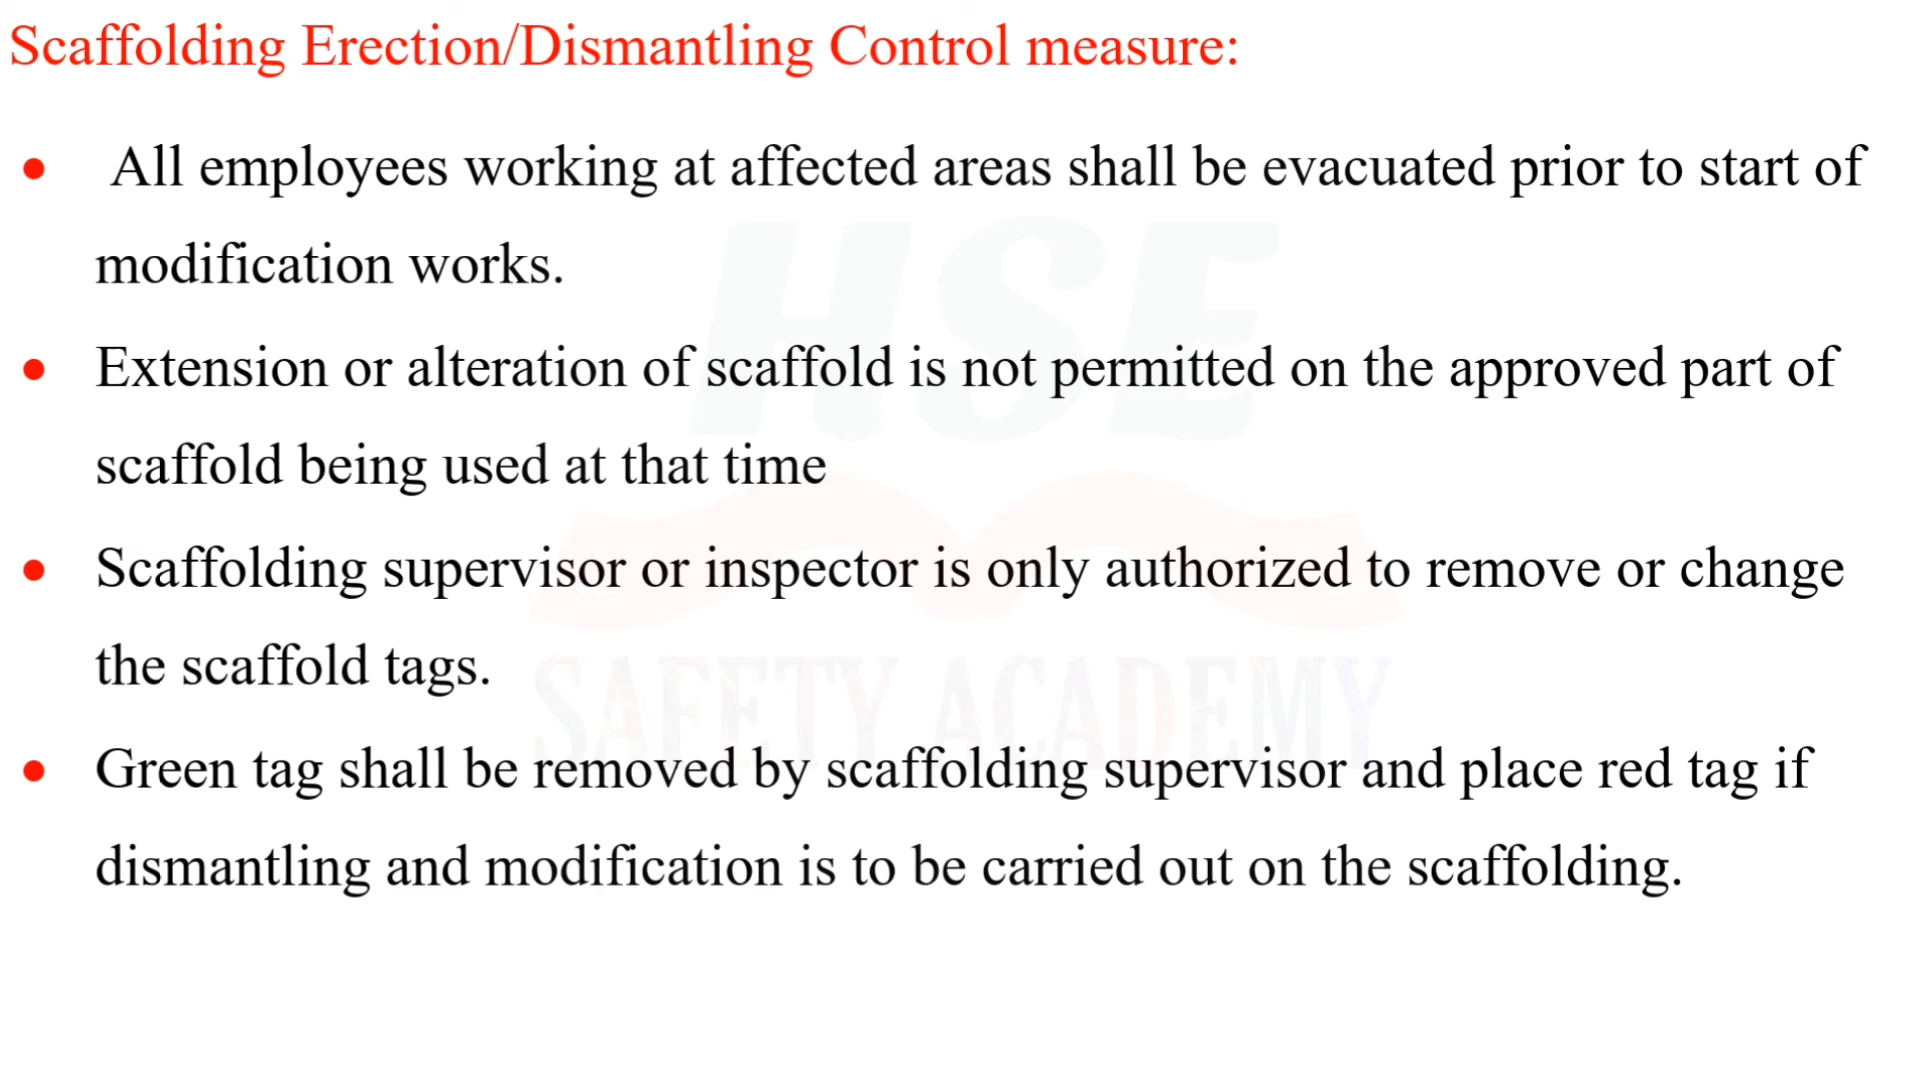 Scaffolding Erection/Dismantling Control measure:
● All employees working at affected areas shall be evacuated prior to start of
modification works.
● Extension or alteration of scaffold is not permitted on the approved part of
scaffold being used at that time
● Scaffolding supervisor or inspector is only authorized to remove or change
the scaffold tags.
● Green tag shall be removed by scaffolding supervisor and place red tag if
dismantling and modification is to be carried out on the scaffolding.
HSE
SAFETY ACADEMY